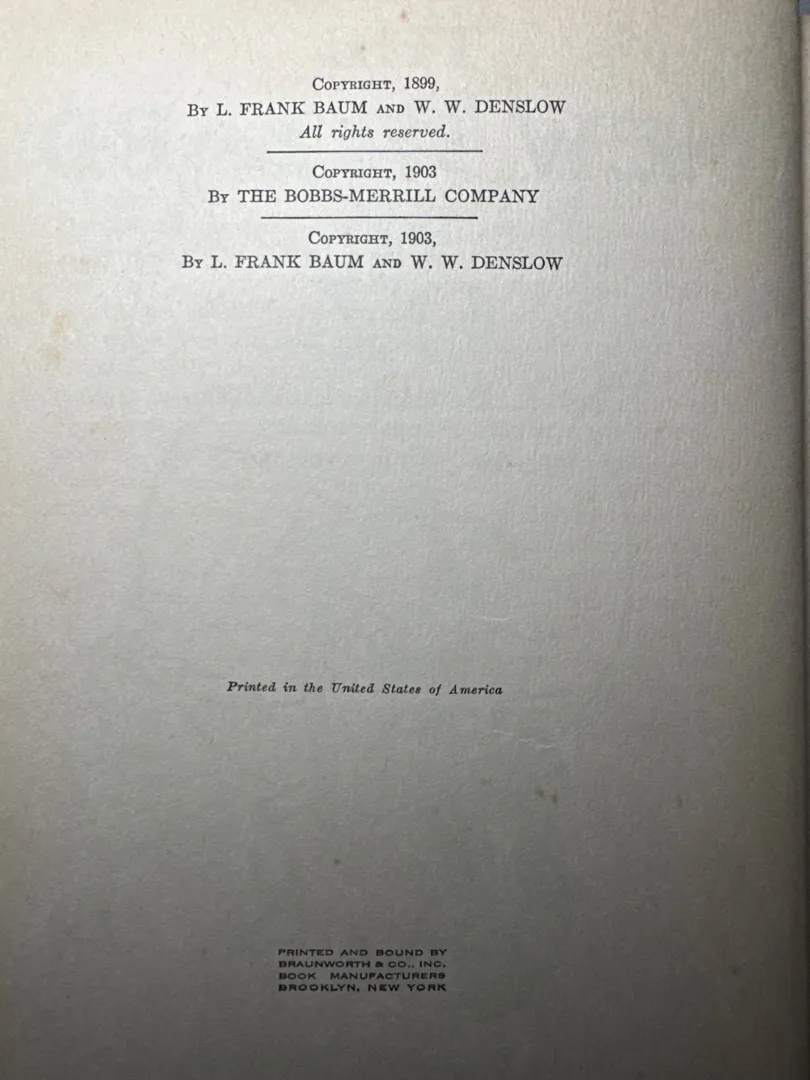 COPYRIGHT, 1899,
BY L. FRANK BAUM AND W. W. DENSLOW
All rights reserved.
COPYRIGHT, 1903
BY THE BOBBS-MERRILL COMPANY
COPYRIGHT, 1903,
BY L. FRANK BAUM AND W. W. DENSLOW
Printed in the United States of America
PRINTED AND BOUND BY
BRAUNWORTH & CO., INC.
BOOK MANUFACTURERS
BROOKLYN, NEW YORK